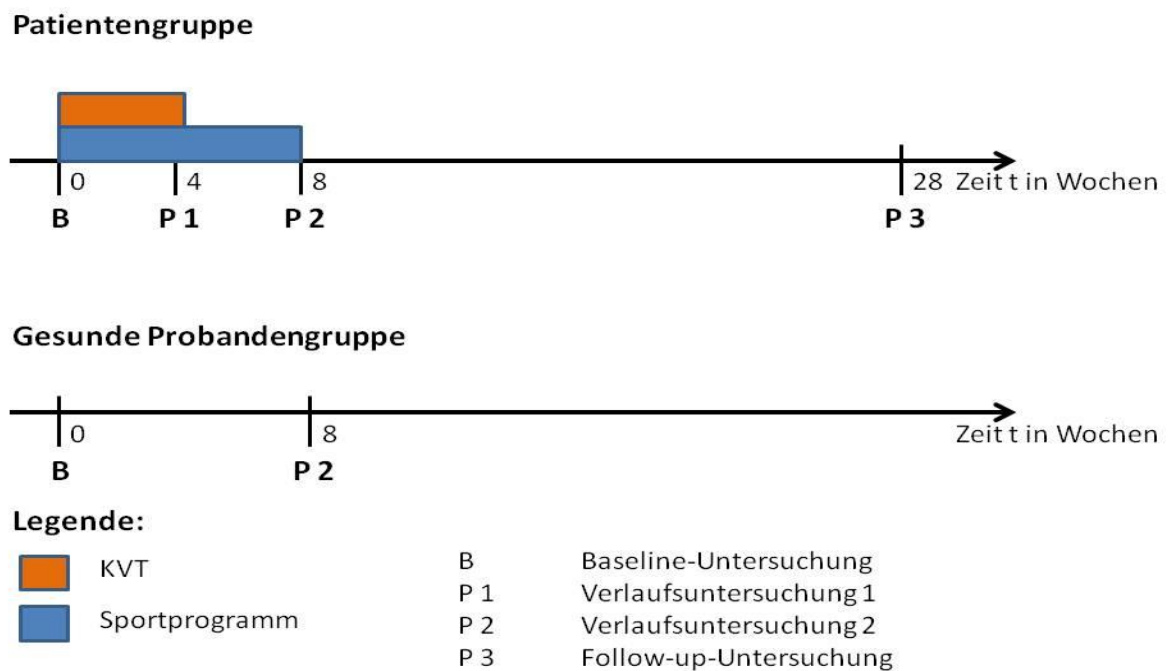 Patientengruppe
0 4 8 28 Zeit t in Wochen
B P 1 P 2 P 3
Gesunde Probandengruppe
0 8 Zeit t in Wochen
B P 2
Legende:
KVT
Sportprogramm
B Baseline-Untersuchung
P 1 Verlaufsuntersuchung 1
P 2 Verlaufsuntersuchung 2
P 3 Follow-up-Untersuchung